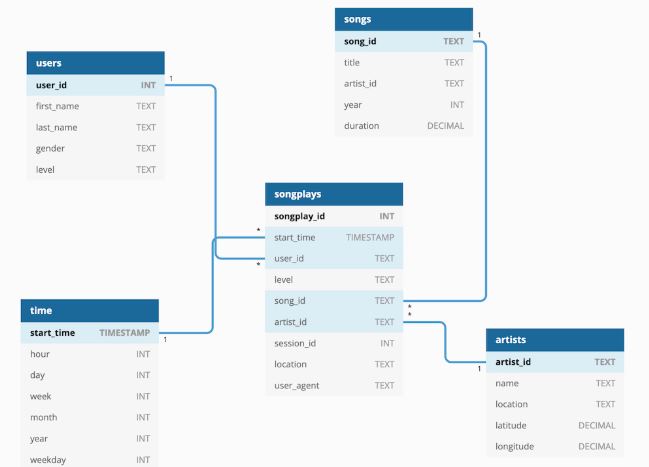 songs
song_id TEXT
title TEXT
artist_id TEXT
year INT
duration DECIMAL
1
users
user_id INT
first_name TEXT
last_name TEXT
gender TEXT
level TEXT
1
songplays
songplay_id INT
start_time TIMESTAMP
user_id TEXT
level TEXT
song_id TEXT
artist_id TEXT
session_id INT
location TEXT
user_agent TEXT
*
*
*
*
time
start_time TIMESTAMP
hour INT
day INT
week INT
month INT
year INT
weekday INT
1
artists
artist_id TEXT
name TEXT
location TEXT
latitude DECIMAL
longitude DECIMAL
1